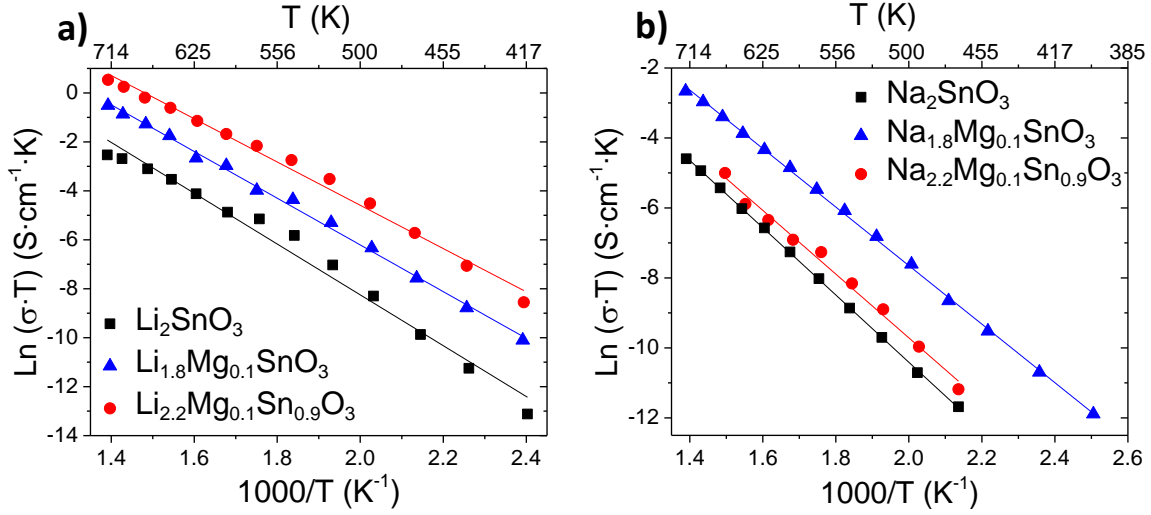 a)
T (K)
714 625 556 500 455 417
Ln (σ·T) (S·cm⁻¹·K)
0
-2
-4
-6
-8
-10
-12
-14
Li₂SnO₃
Li₁.₈Mg₀.₁SnO₃
Li₂.₂Mg₀.₁Sn₀.₉O₃
1.4 1.6 1.8 2.0 2.2 2.4
1000/T (K⁻¹)
b)
T (K)
714 625 556 500 455 417 385
Ln (σ·T) (S·cm⁻¹·K)
-2
-4
-6
-8
-10
-12
Na₂SnO₃
Na₁.₈Mg₀.₁SnO₃
Na₂.₂Mg₀.₁Sn₀.₉O₃
1.4 1.6 1.8 2.0 2.2 2.4 2.6
1000/T (K⁻¹)